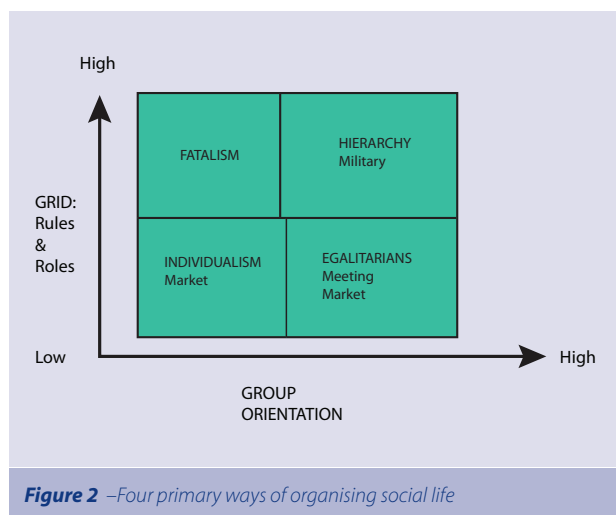 High
FATALISM
HIERARCHY
Military
GRID:
Rules
&
Roles
INDIVIDUALISM
Market
EGALITARIANS
Meeting
Market
Low
High
GROUP
ORIENTATION
Figure 2 –Four primary ways of organising social life